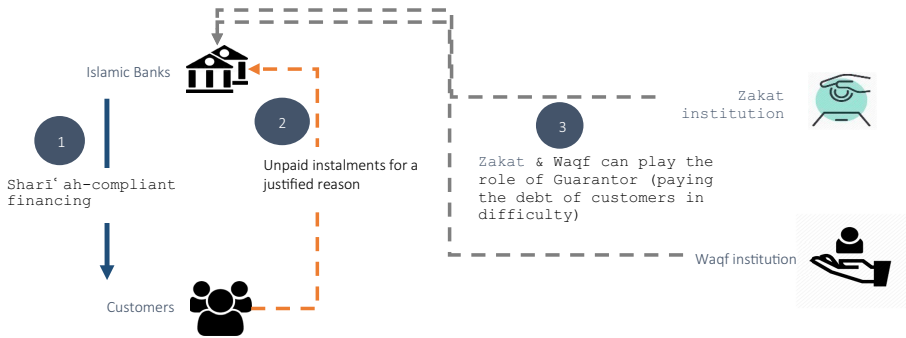 Islamic Banks
1
Sharīʿah-compliant
financing
Customers
2
Unpaid instalments for a
justified reason
3
Zakat & Waqf can play the
role of Guarantor (paying
the debt of customers in
difficulty)
Zakat
institution
Waqf institution